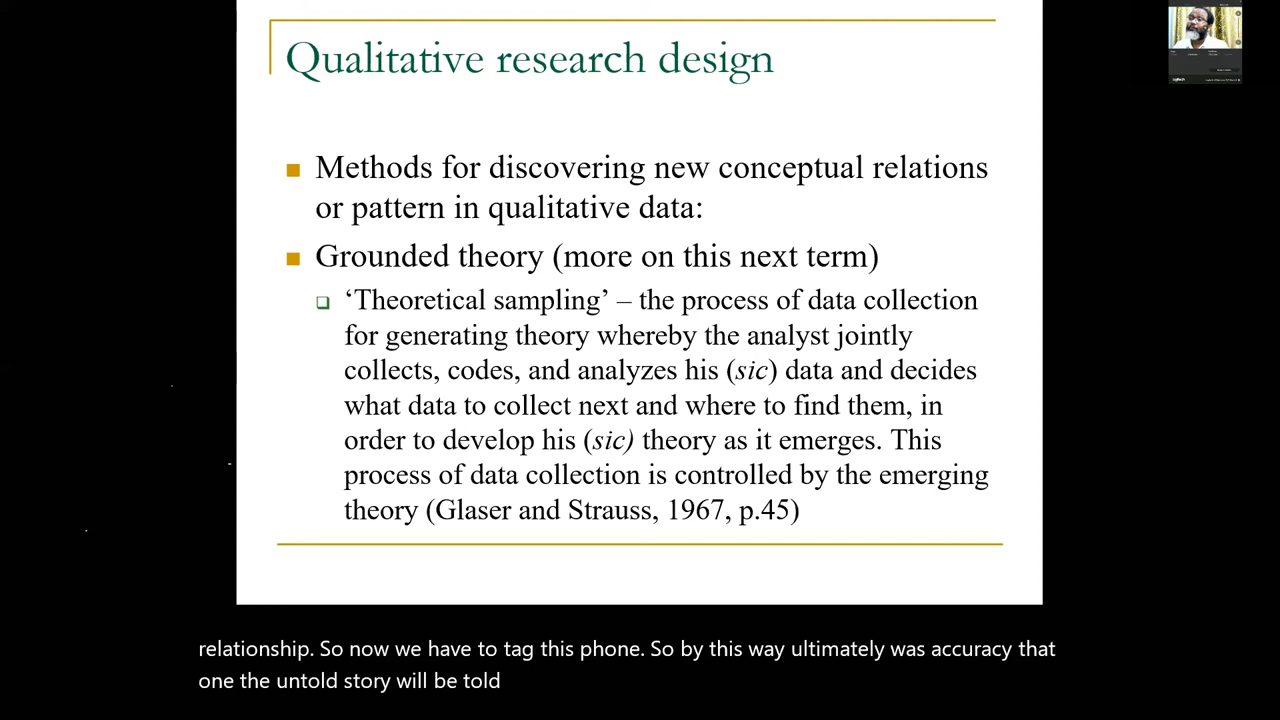 Qualitative research design
Methods for discovering new conceptual relations
or pattern in qualitative data:
Grounded theory (more on this next term)
‘Theoretical sampling’ – the process of data collection
for generating theory whereby the analyst jointly
collects, codes, and analyzes his (sic) data and decides
what data to collect next and where to find them, in
order to develop his (sic) theory as it emerges. This
process of data collection is controlled by the emerging
theory (Glaser and Strauss, 1967, p.45)
relationship. So now we have to tag this phone. So by this way ultimately was accuracy that
one the untold story will be told